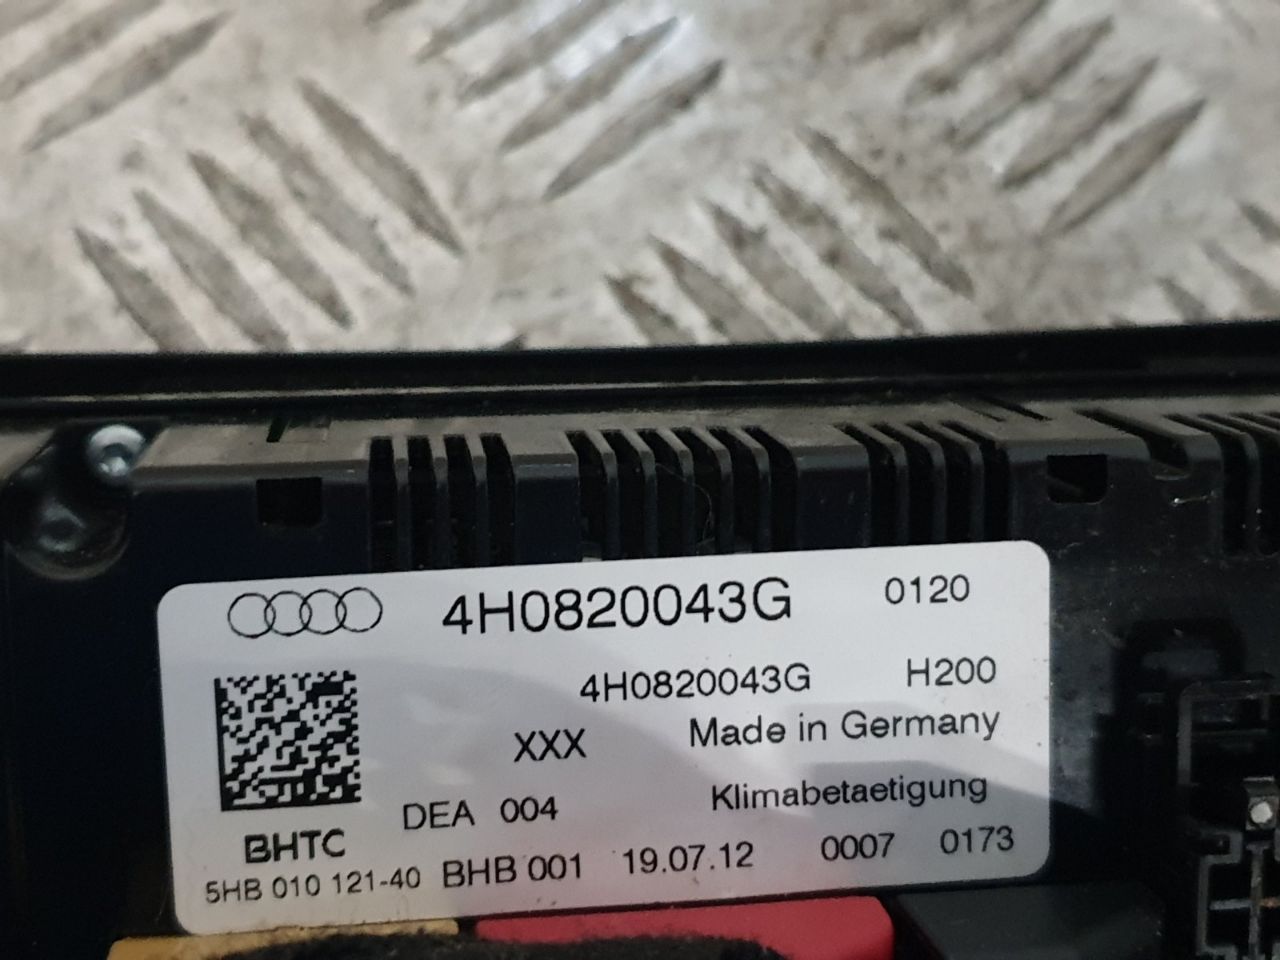 4H0820043G 0120
4H0820043G H200
XXX Made in Germany
DEA 004 Klimabetaetigung
BHTC
5HB 010 121-40 BHB 001 19.07.12 0007 0173